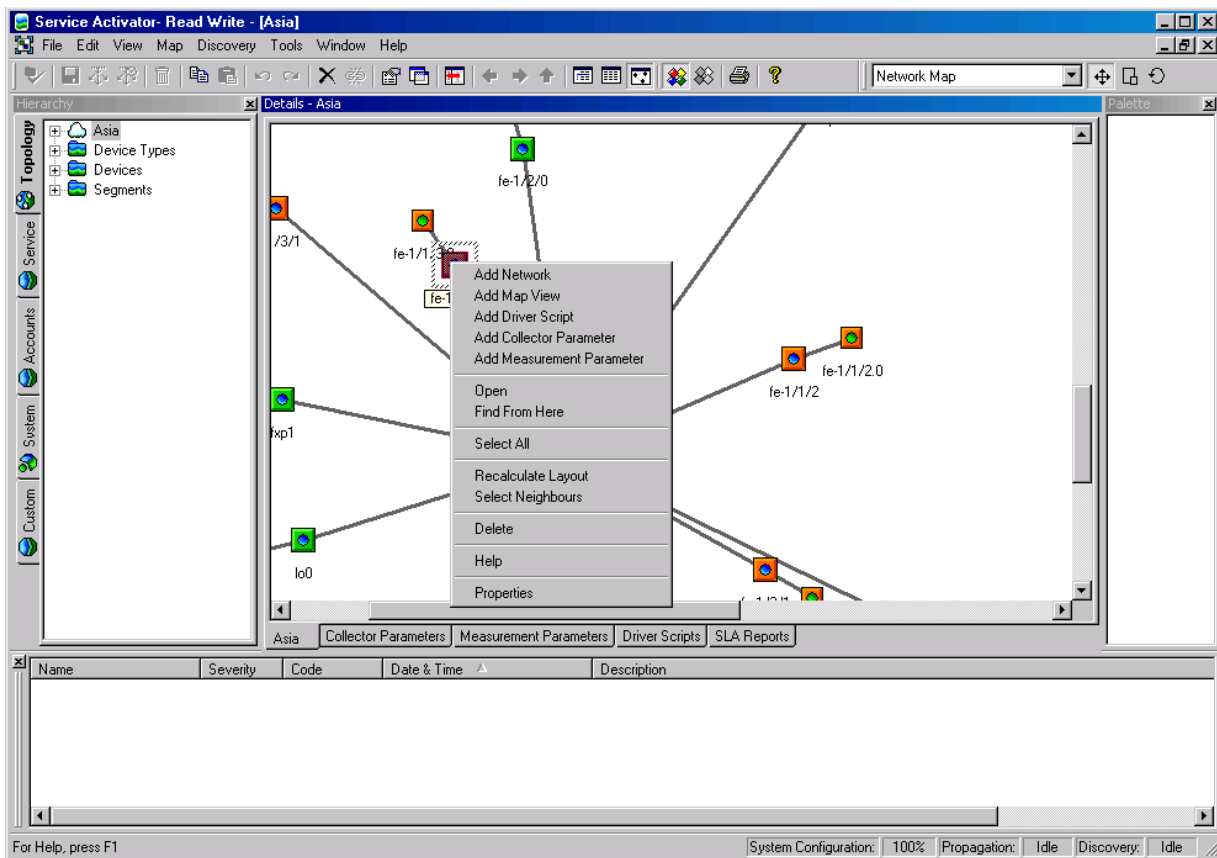 Service Activator- Read Write - [Asia]
File Edit View Map Discovery Tools Window Help
Network Map
Hierarchy
Details - Asia
Palette
Topology
Service
Accounts
System
Custom
Asia
Device Types
Devices
Segments
fe-1/2/0
/3/1
fe-1/1
fe-1
fxp1
lo0
fe-1/1/2.0
fe-1/1/2
Add Network
Add Map View
Add Driver Script
Add Collector Parameter
Add Measurement Parameter
Open
Find From Here
Select All
Recalculate Layout
Select Neighbours
Delete
Help
Properties
Asia Collector Parameters Measurement Parameters Driver Scripts SLA Reports
Name Severity Code Date & Time Description
For Help, press F1
System Configuration: 100% Propagation: Idle Discovery: Idle